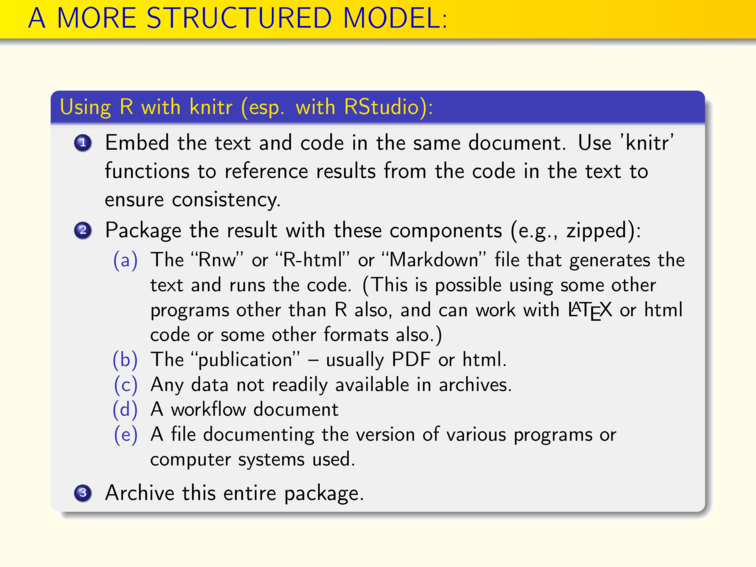 A MORE STRUCTURED MODEL:
Using R with knitr (esp. with RStudio):
1 Embed the text and code in the same document. Use 'knitr'
functions to reference results from the code in the text to
ensure consistency.
2 Package the result with these components (e.g., zipped):
(a) The “Rnw” or “R-html” or “Markdown” file that generates the
text and runs the code. (This is possible using some other
programs other than R also, and can work with LATEX or html
code or some other formats also.)
(b) The “publication” – usually PDF or html.
(c) Any data not readily available in archives.
(d) A workflow document
(e) A file documenting the version of various programs or
computer systems used.
3 Archive this entire package.